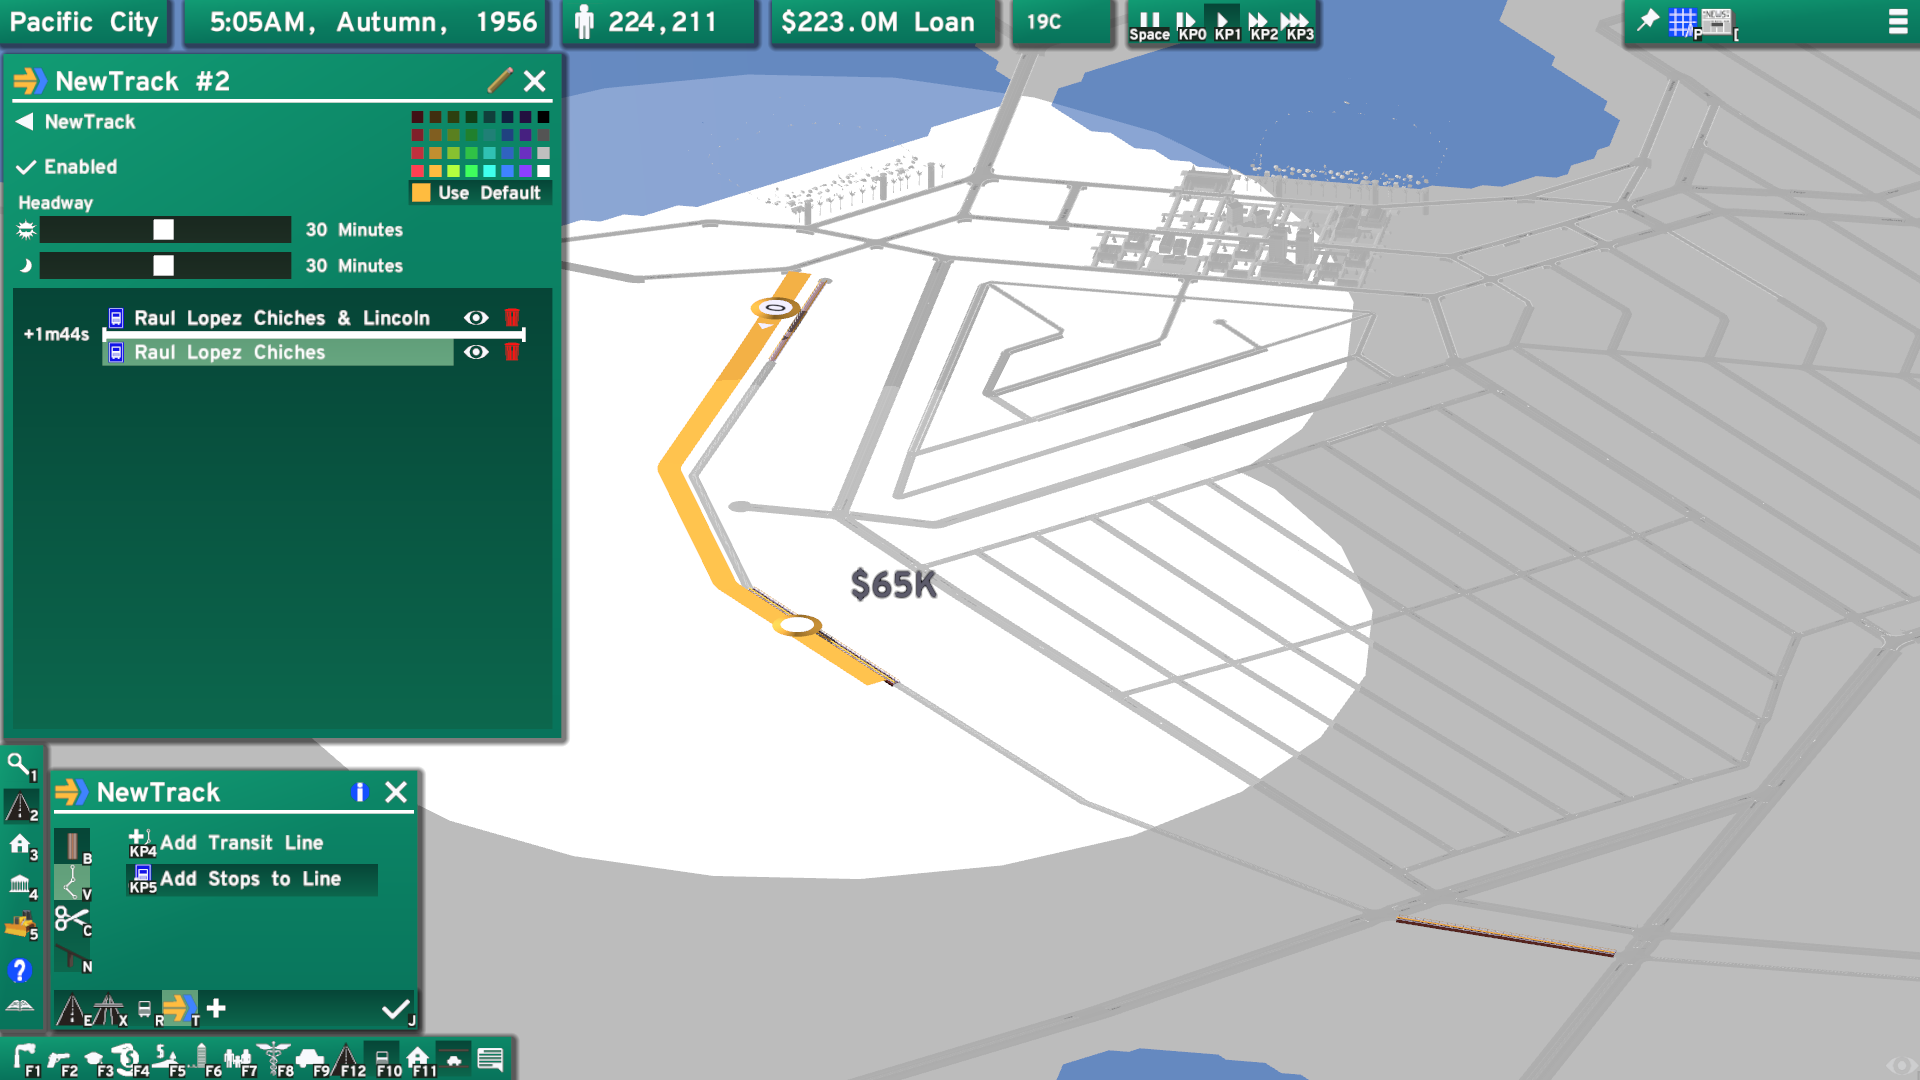 Pacific City
5:05AM, Autumn, 1956
224,211
$223.0M Loan
19C
Space KP0 KP1 KP2 KP3
P NEWS [
NewTrack #2
NewTrack
Enabled
Use Default
Headway
30 Minutes
30 Minutes
Raul Lopez Chiches & Lincoln
+1m44s
Raul Lopez Chiches
$65K
1
2
3
4
5
?
NewTrack
i
B
V
C
N
KP4 Add Transit Line
KP5 Add Stops to Line
E X R T J
F1 F2 F3 F4 F5 F6 F7 F8 F9 F12 F10 F11